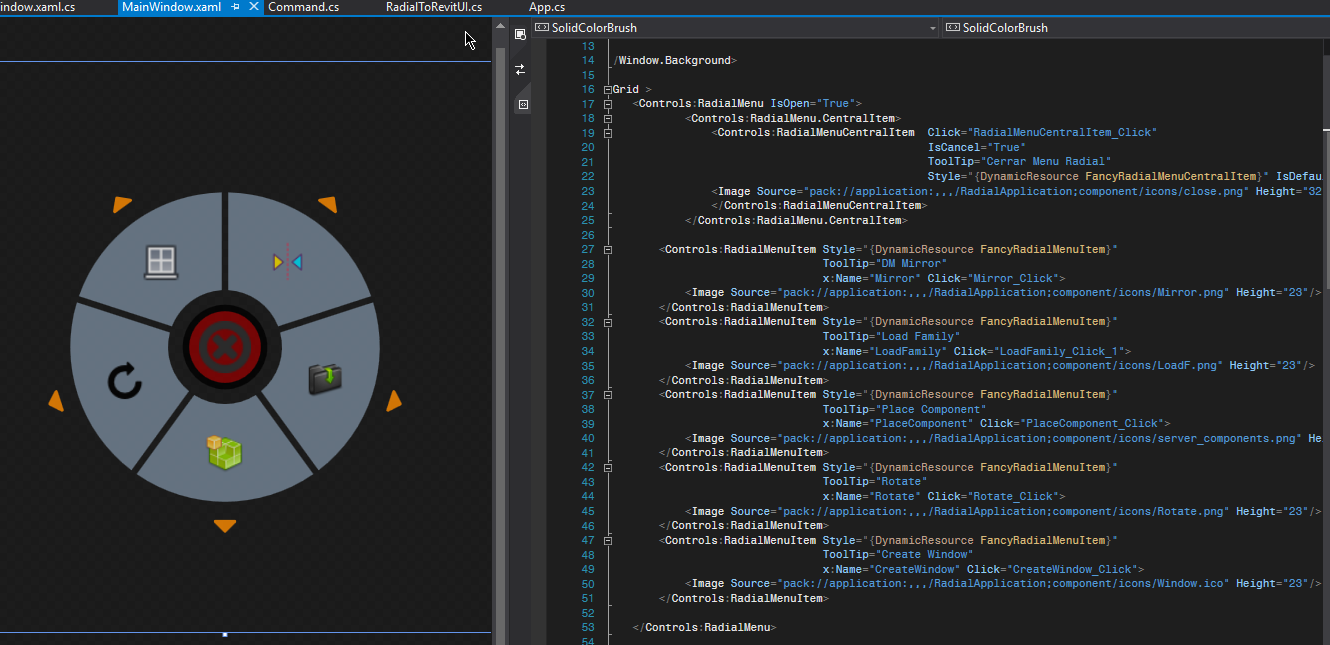 indow.xaml.cs MainWindow.xaml Command.cs RadialToRevitUI.cs App.cs
SolidColorBrush SolidColorBrush
13
14 /Window.Background>
15
16 Grid >
17 <Controls:RadialMenu IsOpen="True">
18 <Controls:RadialMenu.CentralItem>
19 <Controls:RadialMenuCentralItem Click="RadialMenuCentralItem_Click"
20 IsCancel="True"
21 ToolTip="Cerrar Menu Radial"
22 Style="{DynamicResource FancyRadialMenuCentralItem}" IsDefau
23 <Image Source="pack://application:,,,/RadialApplication;component/icons/close.png" Height="32
24 </Controls:RadialMenuCentralItem>
25 </Controls:RadialMenu.CentralItem>
26
27 <Controls:RadialMenuItem Style="{DynamicResource FancyRadialMenuItem}"
28 ToolTip="DM Mirror"
29 x:Name="Mirror" Click="Mirror_Click">
30 <Image Source="pack://application:,,,/RadialApplication;component/icons/Mirror.png" Height="23"/>
31 </Controls:RadialMenuItem>
32 <Controls:RadialMenuItem Style="{DynamicResource FancyRadialMenuItem}"
33 ToolTip="Load Family"
34 x:Name="LoadFamily" Click="LoadFamily_Click_1">
35 <Image Source="pack://application:,,,/RadialApplication;component/icons/LoadF.png" Height="23"/>
36 </Controls:RadialMenuItem>
37 <Controls:RadialMenuItem Style="{DynamicResource FancyRadialMenuItem}"
38 ToolTip="Place Component"
39 x:Name="PlaceComponent" Click="PlaceComponent_Click">
40 <Image Source="pack://application:,,,/RadialApplication;component/icons/server_components.png" He
41 </Controls:RadialMenuItem>
42 <Controls:RadialMenuItem Style="{DynamicResource FancyRadialMenuItem}"
43 ToolTip="Rotate"
44 x:Name="Rotate" Click="Rotate_Click">
45 <Image Source="pack://application:,,,/RadialApplication;component/icons/Rotate.png" Height="23"/>
46 </Controls:RadialMenuItem>
47 <Controls:RadialMenuItem Style="{DynamicResource FancyRadialMenuItem}"
48 ToolTip="Create Window"
49 x:Name="CreateWindow" Click="CreateWindow_Click">
50 <Image Source="pack://application:,,,/RadialApplication;component/icons/Window.ico" Height="23"/>
51 </Controls:RadialMenuItem>
52
53 </Controls:RadialMenu>
54